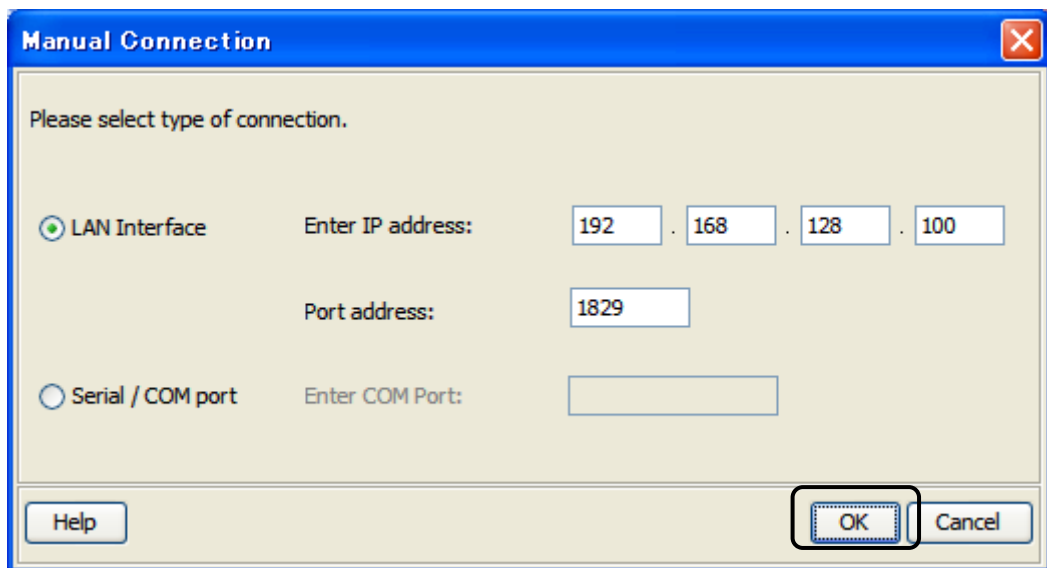 Manual Connection
Please select type of connection.
LAN Interface Enter IP address: 192 . 168 . 128 . 100
Port address: 1829
Serial / COM port Enter COM Port:
Help OK Cancel